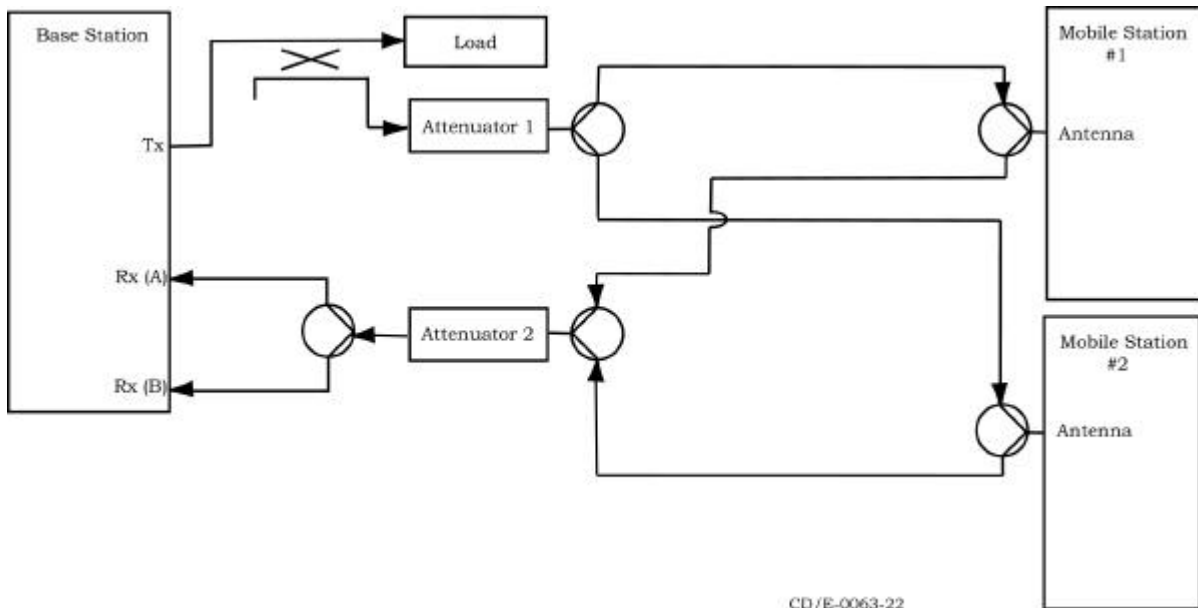 Base Station
Load
Mobile Station
#1
Attenuator 1
Tx
Antenna
Rx (A)
Attenuator 2
Mobile Station
#2
Rx (B)
Antenna
CD/E-0063-22